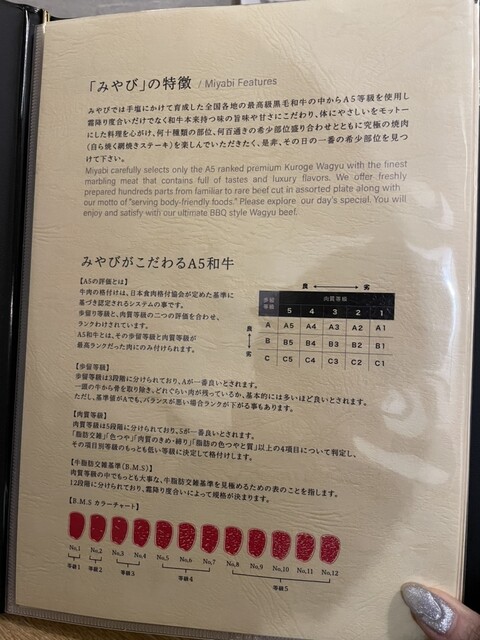 「みやび」の特徴 / Miyabi Features
みやびでは手塩にかけて育成した全国各地の最高級黒毛和牛の中からA5等級を使用し
霜降り度合いだけでなく和牛本来持つ味の旨味や甘さにこだわり、体にやさしいをモットー
にした料理を心がけ、何十種類の部位、何百通りの希少部位盛り合わせとともに究極の焼肉
(自ら焼く網焼きステーキ)を楽しんでいただきたく、是非、その日の一番の希少部位を見つ
けて下さい。
Miyabi carefully selects only the A5 ranked premium Kuroge Wagyu with the finest
marbling meat that contains full of tastes and luxury flavors. We offer freshly
prepared hundreds parts from familiar to rare beef cut in assorted plate along with
our motto of "serving body-friendly foods." Please explore our day's special. You will
enjoy and satisfy with our ultimate BBQ style Wagyu beef.
みやびがこだわるA5和牛
【A5の評価とは】
牛肉の格付けは、日本食肉格付協会が定めた基準に
基づき認定されるシステムの事です。
歩留り等級と、肉質等級の二つの評価を合わせ、
ランクわけされています。
A5和牛とは、その歩留等級と肉質等級が
最高ランクだった肉にのみ付けられます。
良 劣
歩留等級 肉質等級
5 4 3 2 1
A A5 A4 A3 A2 A1
B B5 B4 B3 B2 B1
C C5 C4 C3 C2 C1
良
劣
【歩留等級】
歩留等級は3段階に分けられており、Aが一番良いとされます。
一頭の牛から骨を取り除き、どれぐらい肉が残っているか、基本的には多いほど良いとされます。
ただし、基準値がAでも、バランスが悪い場合ランクが下がる事もあります。
【肉質等級】
肉質等級は5段階に分けられており、5が一番良いとされます。
「脂肪交雑」「色つや」「肉質のきめ・締り」「脂肪の色つやと質」以上の4項目について判定し、
その項目別等級のもっとも低い等級に決定して格付けします。
【牛脂肪交雑基準(B.M.S)】
肉質等級の中でもっとも大事な、牛脂肪交雑基準を見極めるための表のことを指します。
12段階に分けられており、霜降り度合いによって規格が決まります。
【B.M.S カラーチャート】
No,1 No,2 No,3 No,4 No,5 No,6 No,7 No,8 No,9 No,10 No,11 No,12
等級1 等級2 等級3 等級4 等級5